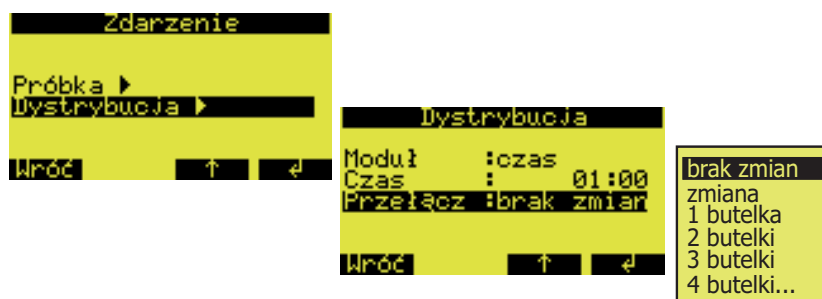 Zdarzenie
Próbka ▶
Dystrybucja ▶
Wróć ↑ ↲
Dystrybucja
Moduł :czas
Czas : 01:00
Przełącz :brak zmian
Wróć ↑ ↲
brak zmian
zmiana
1 butelka
2 butelki
3 butelki
4 butelki...